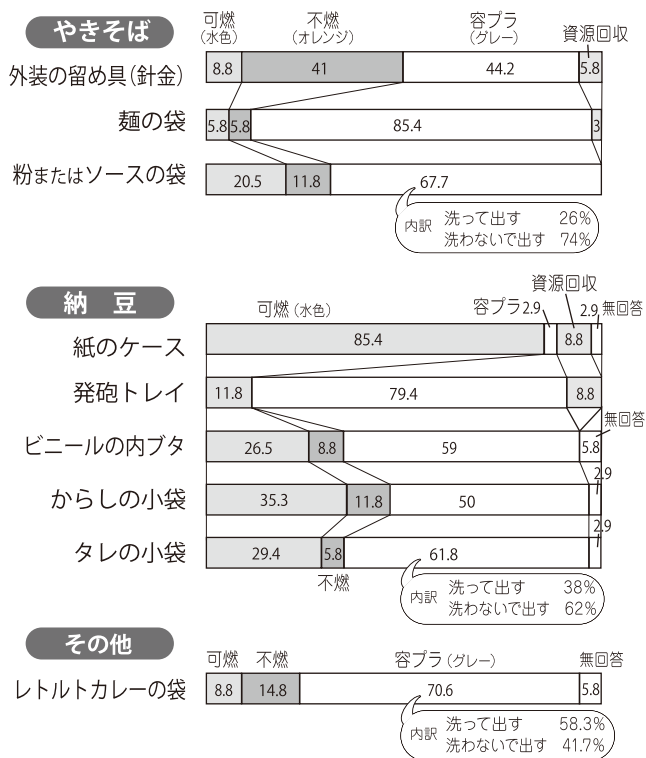 やきそば
可燃 不燃 容プラ 資源回収
(水色) (オレンジ) (グレー)
外装の留め具(針金) 8.8 41 44.2 5.8
麺の袋 5.8 5.8 85.4 3
粉またはソースの袋 20.5 11.8 67.7
内訳 洗って出す 26%
洗わないで出す 74%
納 豆
資源回収
可燃(水色) 容プラ2.9 2.9 無回答
紙のケース 85.4 8.8
発砲トレイ 11.8 79.4 8.8
無回答
ビニールの内ブタ 26.5 8.8 59 5.8
2.9
からしの小袋 35.3 11.8 50
2.9
タレの小袋 29.4 5.8 61.8
不燃
内訳 洗って出す 38%
洗わないで出す 62%
その他
可燃 不燃 容プラ(グレー) 無回答
レトルトカレーの袋 8.8 14.8 70.6 5.8
内訳 洗って出す 58.3%
洗わないで出す 41.7%